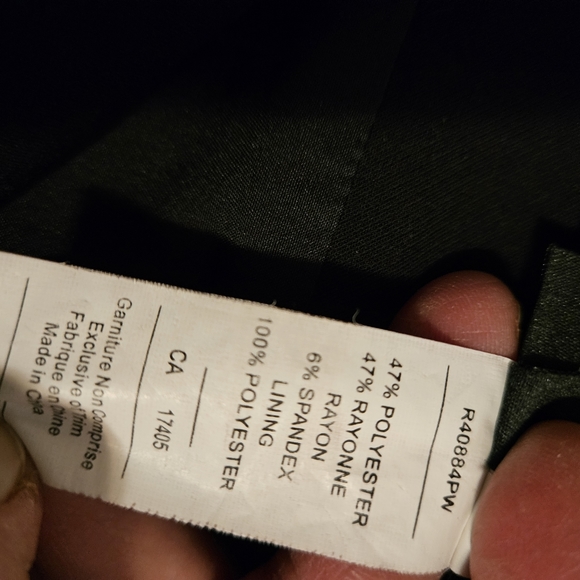 R40884PW
47% POLYESTER
47% RAYONNE
RAYON
6% SPANDEX
LINING
100% POLYESTER
CA 17405
Garniture Non Comprise
Exclusive of
Fabrique en
Made in